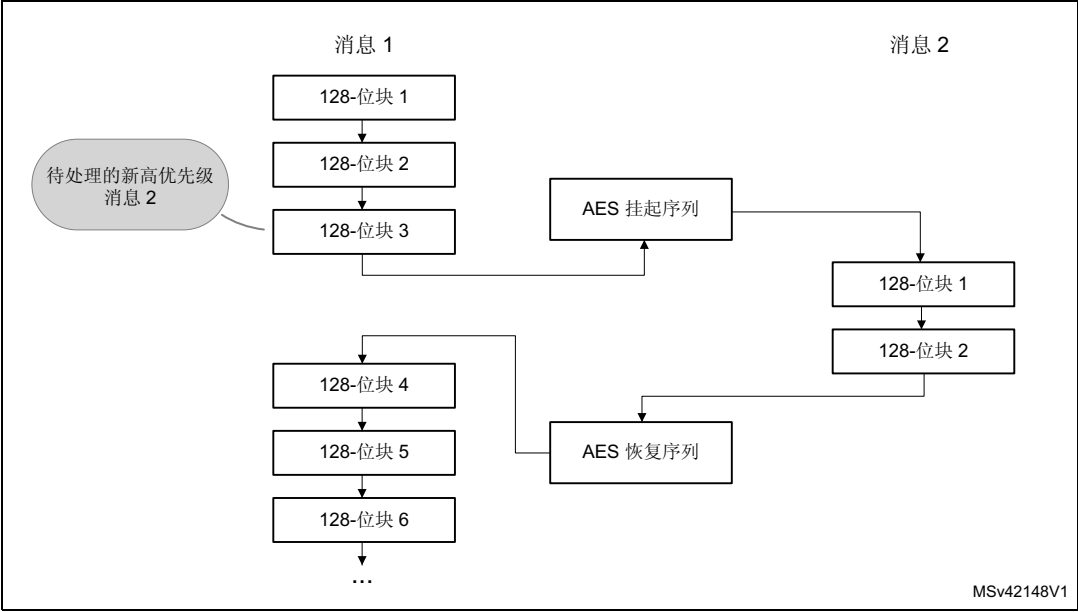 消息 1
消息 2
128-位块 1
128-位块 2
待处理的新高优先级
消息 2
128-位块 3
AES 挂起序列
128-位块 1
128-位块 2
128-位块 4
AES 恢复序列
128-位块 5
128-位块 6
...
MSv42148V1